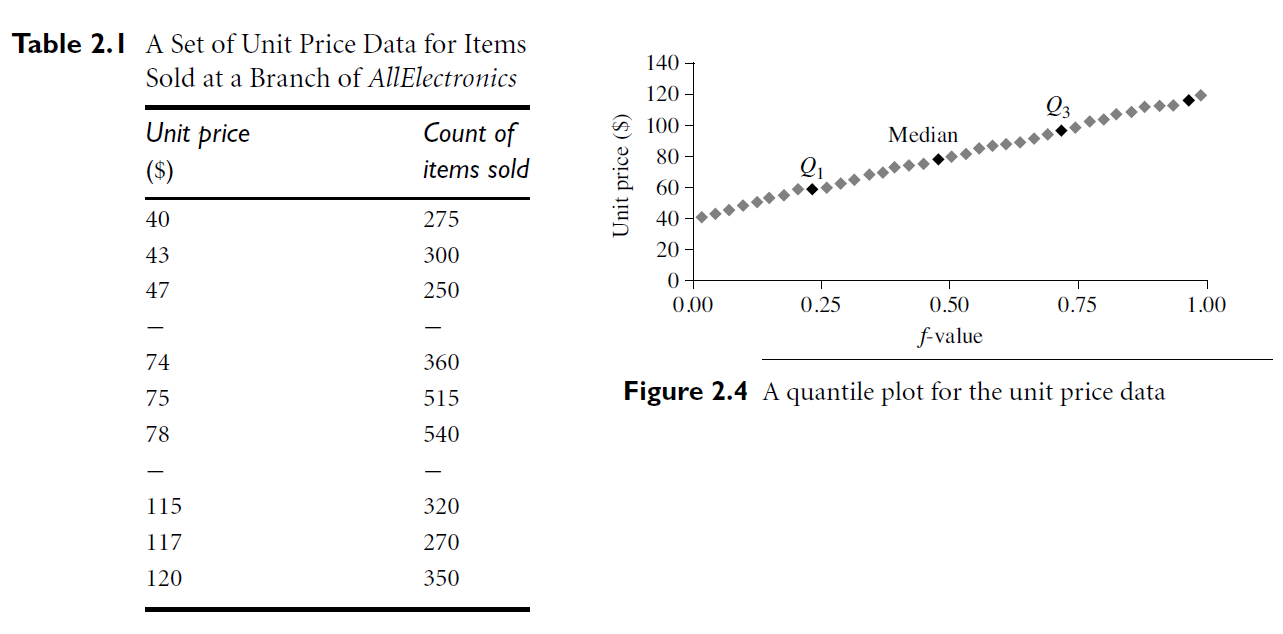 Table 2.1 A Set of Unit Price Data for Items
Sold at a Branch of AllElectronics
Unit price Count of
($) items sold
40 275
43 300
47 250
— —
74 360
75 515
78 540
— —
115 320
117 270
120 350
140
120
100
80
60
40
20
0
Unit price ($)
Q1
Median
Q3
0.00 0.25 0.50 0.75 1.00
f-value
Figure 2.4 A quantile plot for the unit price data